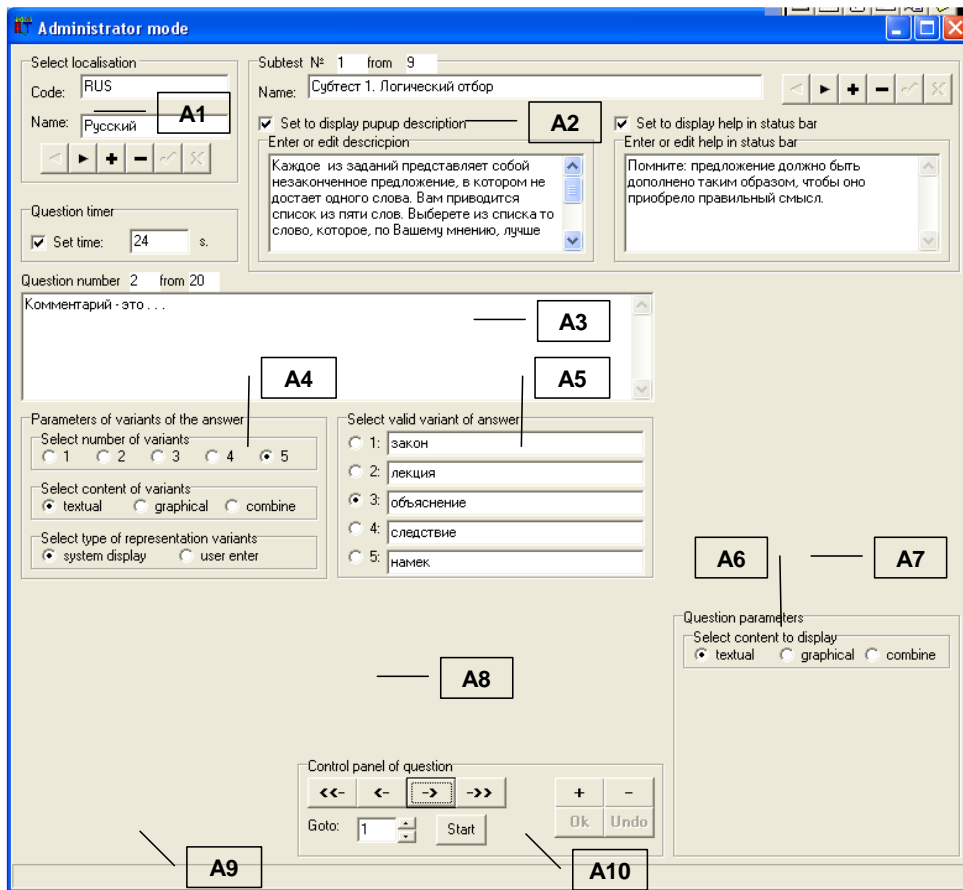 Administrator mode
Select localisation
Code: RUS
Name: Русский
A1
Question timer
Set time: 24 s.
Subtest № 1 from 9
Name: Субтест 1. Логический отбор
Set to display pupup description
A2
Set to display help in status bar
Enter or edit descricpion
Каждое из заданий представляет собой
незаконченное предложение, в котором не
достает одного слова. Вам приводится
список из пяти слов. Выберете из списка то
слово, которое, по Вашему мнению, лучше
Enter or edit help in status bar
Помните: предложение должно быть
дополнено таким образом, чтобы оно
приобрело правильный смысл.
Question number 2 from 20
Комментарий - это . . .
A3
A4
A5
Parameters of variants of the answer
Select number of variants
1 2 3 4 5
Select content of variants
textual graphical combine
Select type of representation variants
system display user enter
Select valid variant of answer
1: закон
2: лекция
3: объяснение
4: следствие
5: намек
A6
A7
Question parameters
Select content to display
textual graphical combine
A8
Control panel of question
<<- <- -> ->> + -
Goto: 1 Start Ok Undo
A9
A10